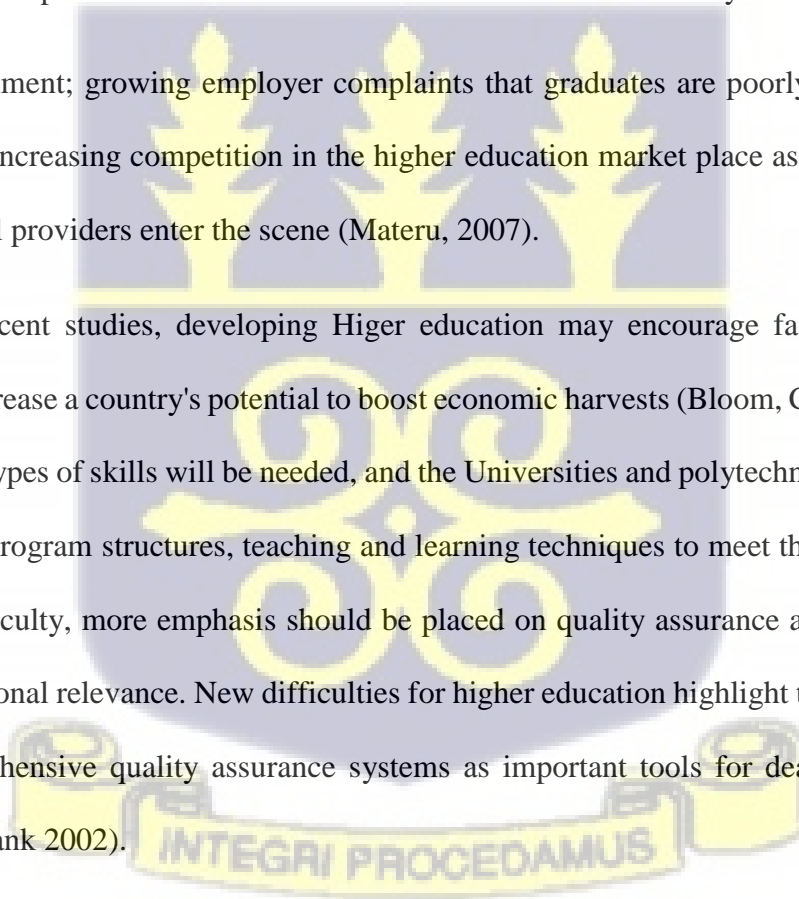 ment; growing employer complaints that graduates are poorly
ncreasing competition in the higher education market place as
providers enter the scene (Materu, 2007).
cent studies, developing Higer education may encourage fa
rease a country's potential to boost economic harvests (Bloom, C
ypes of skills will be needed, and the Universities and polytechn
rogram structures, teaching and learning techniques to meet th
culty, more emphasis should be placed on quality assurance a
onal relevance. New difficulties for higher education highlight t
hensive quality assurance systems as important tools for dea
ank 2002).
INTEGRI PROCEDAMUS